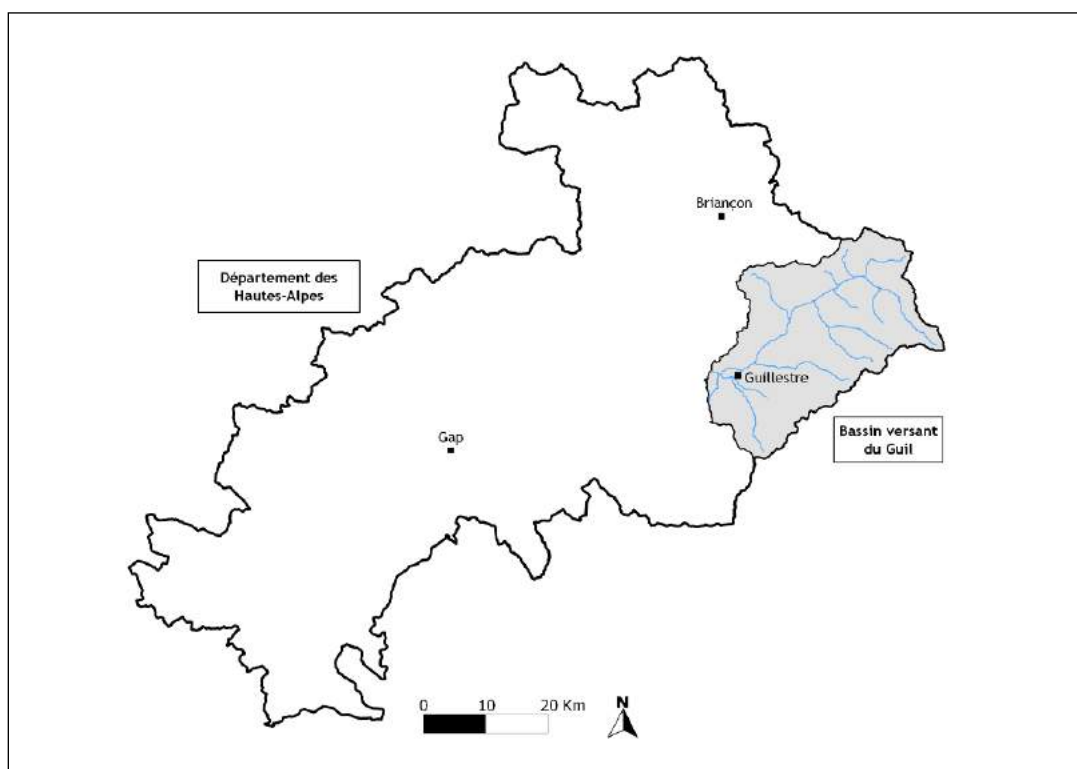 Briançon
Département des
Hautes-Alpes
Guillestre
Bassin versant
du Guil
Gap
0 10 20 Km
N